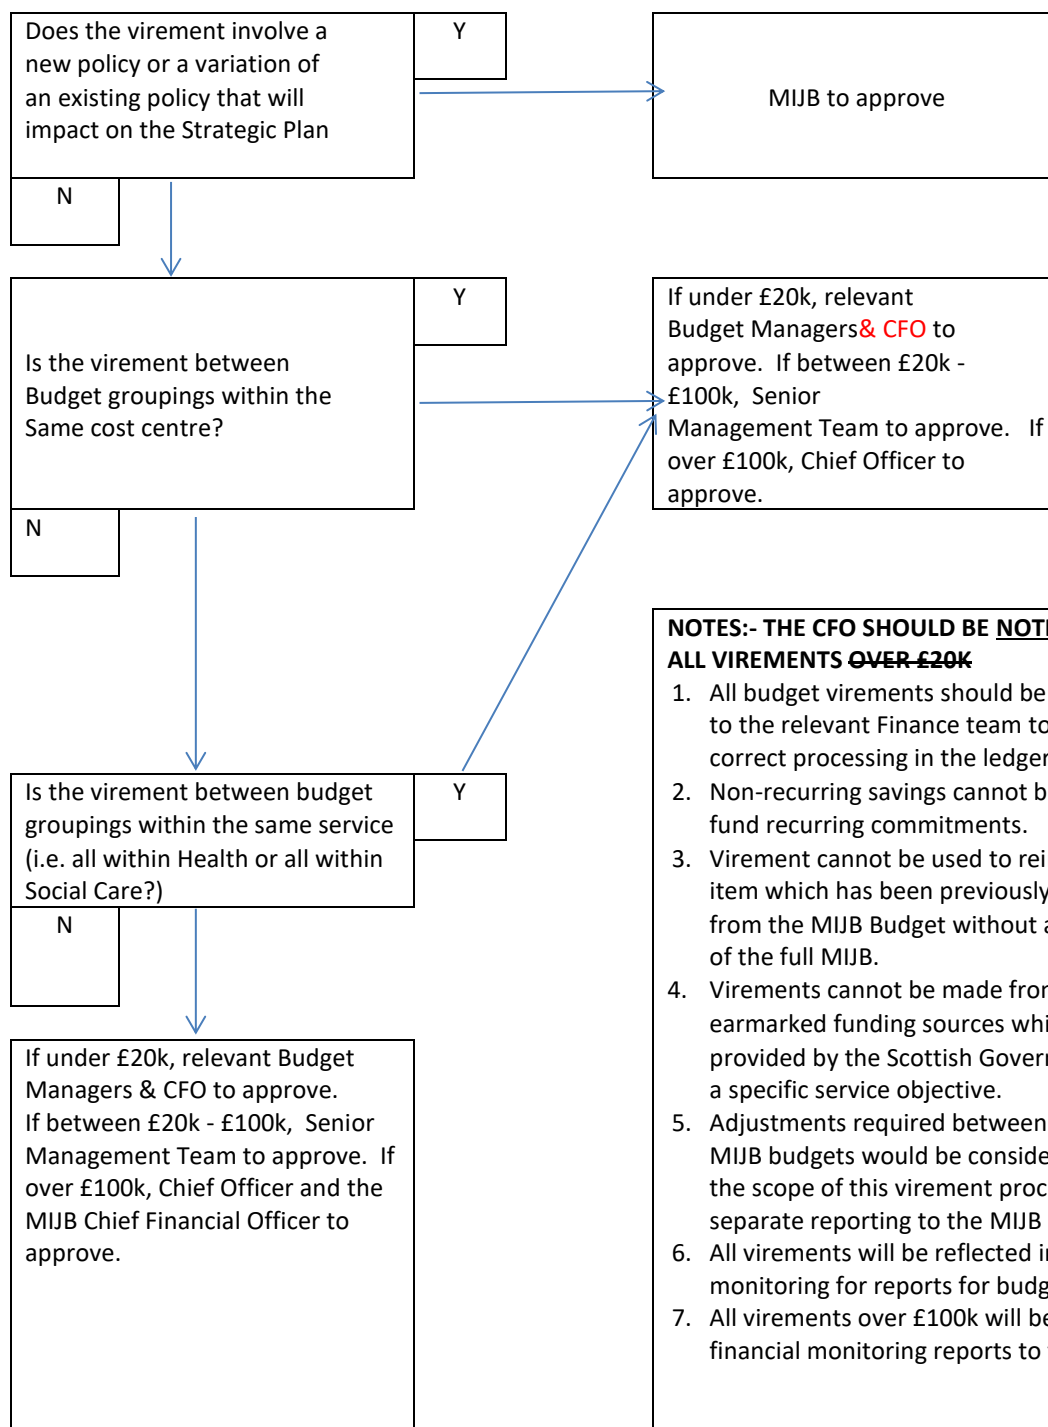 Does the virement involve a
new policy or a variation of
an existing policy that will
impact on the Strategic Plan
Y
MIJB to approve
N
Is the virement between
Budget groupings within the
Same cost centre?
Y
If under £20k, relevant
Budget Managers& CFO to
approve. If between £20k -
£100k, Senior
Management Team to approve. If
over £100k, Chief Officer to
approve.
N
Is the virement between budget
groupings within the same service
(i.e. all within Health or all within
Social Care?)
Y
N
If under £20k, relevant Budget
Managers & CFO to approve.
If between £20k - £100k, Senior
Management Team to approve. If
over £100k, Chief Officer and the
MIJB Chief Financial Officer to
approve.
NOTES:- THE CFO SHOULD BE
ALL VIREMENTS OVER £20K
1. All budget virements should be
to the relevant Finance team to
correct processing in the ledger
2. Non-recurring savings cannot
fund recurring commitments.
3. Virement cannot be used to
item which has been previously
from the MIJB Budget without
of the full MIJB.
4. Virements cannot be made
earmarked funding sources
provided by the Scottish
a specific service objective.
5. Adjustments required between
MIJB budgets would be
the scope of this virement
separate reporting to the MIJB
6. All virements will be reflected
monitoring for reports for
7. All virements over £100k will
financial monitoring reports to